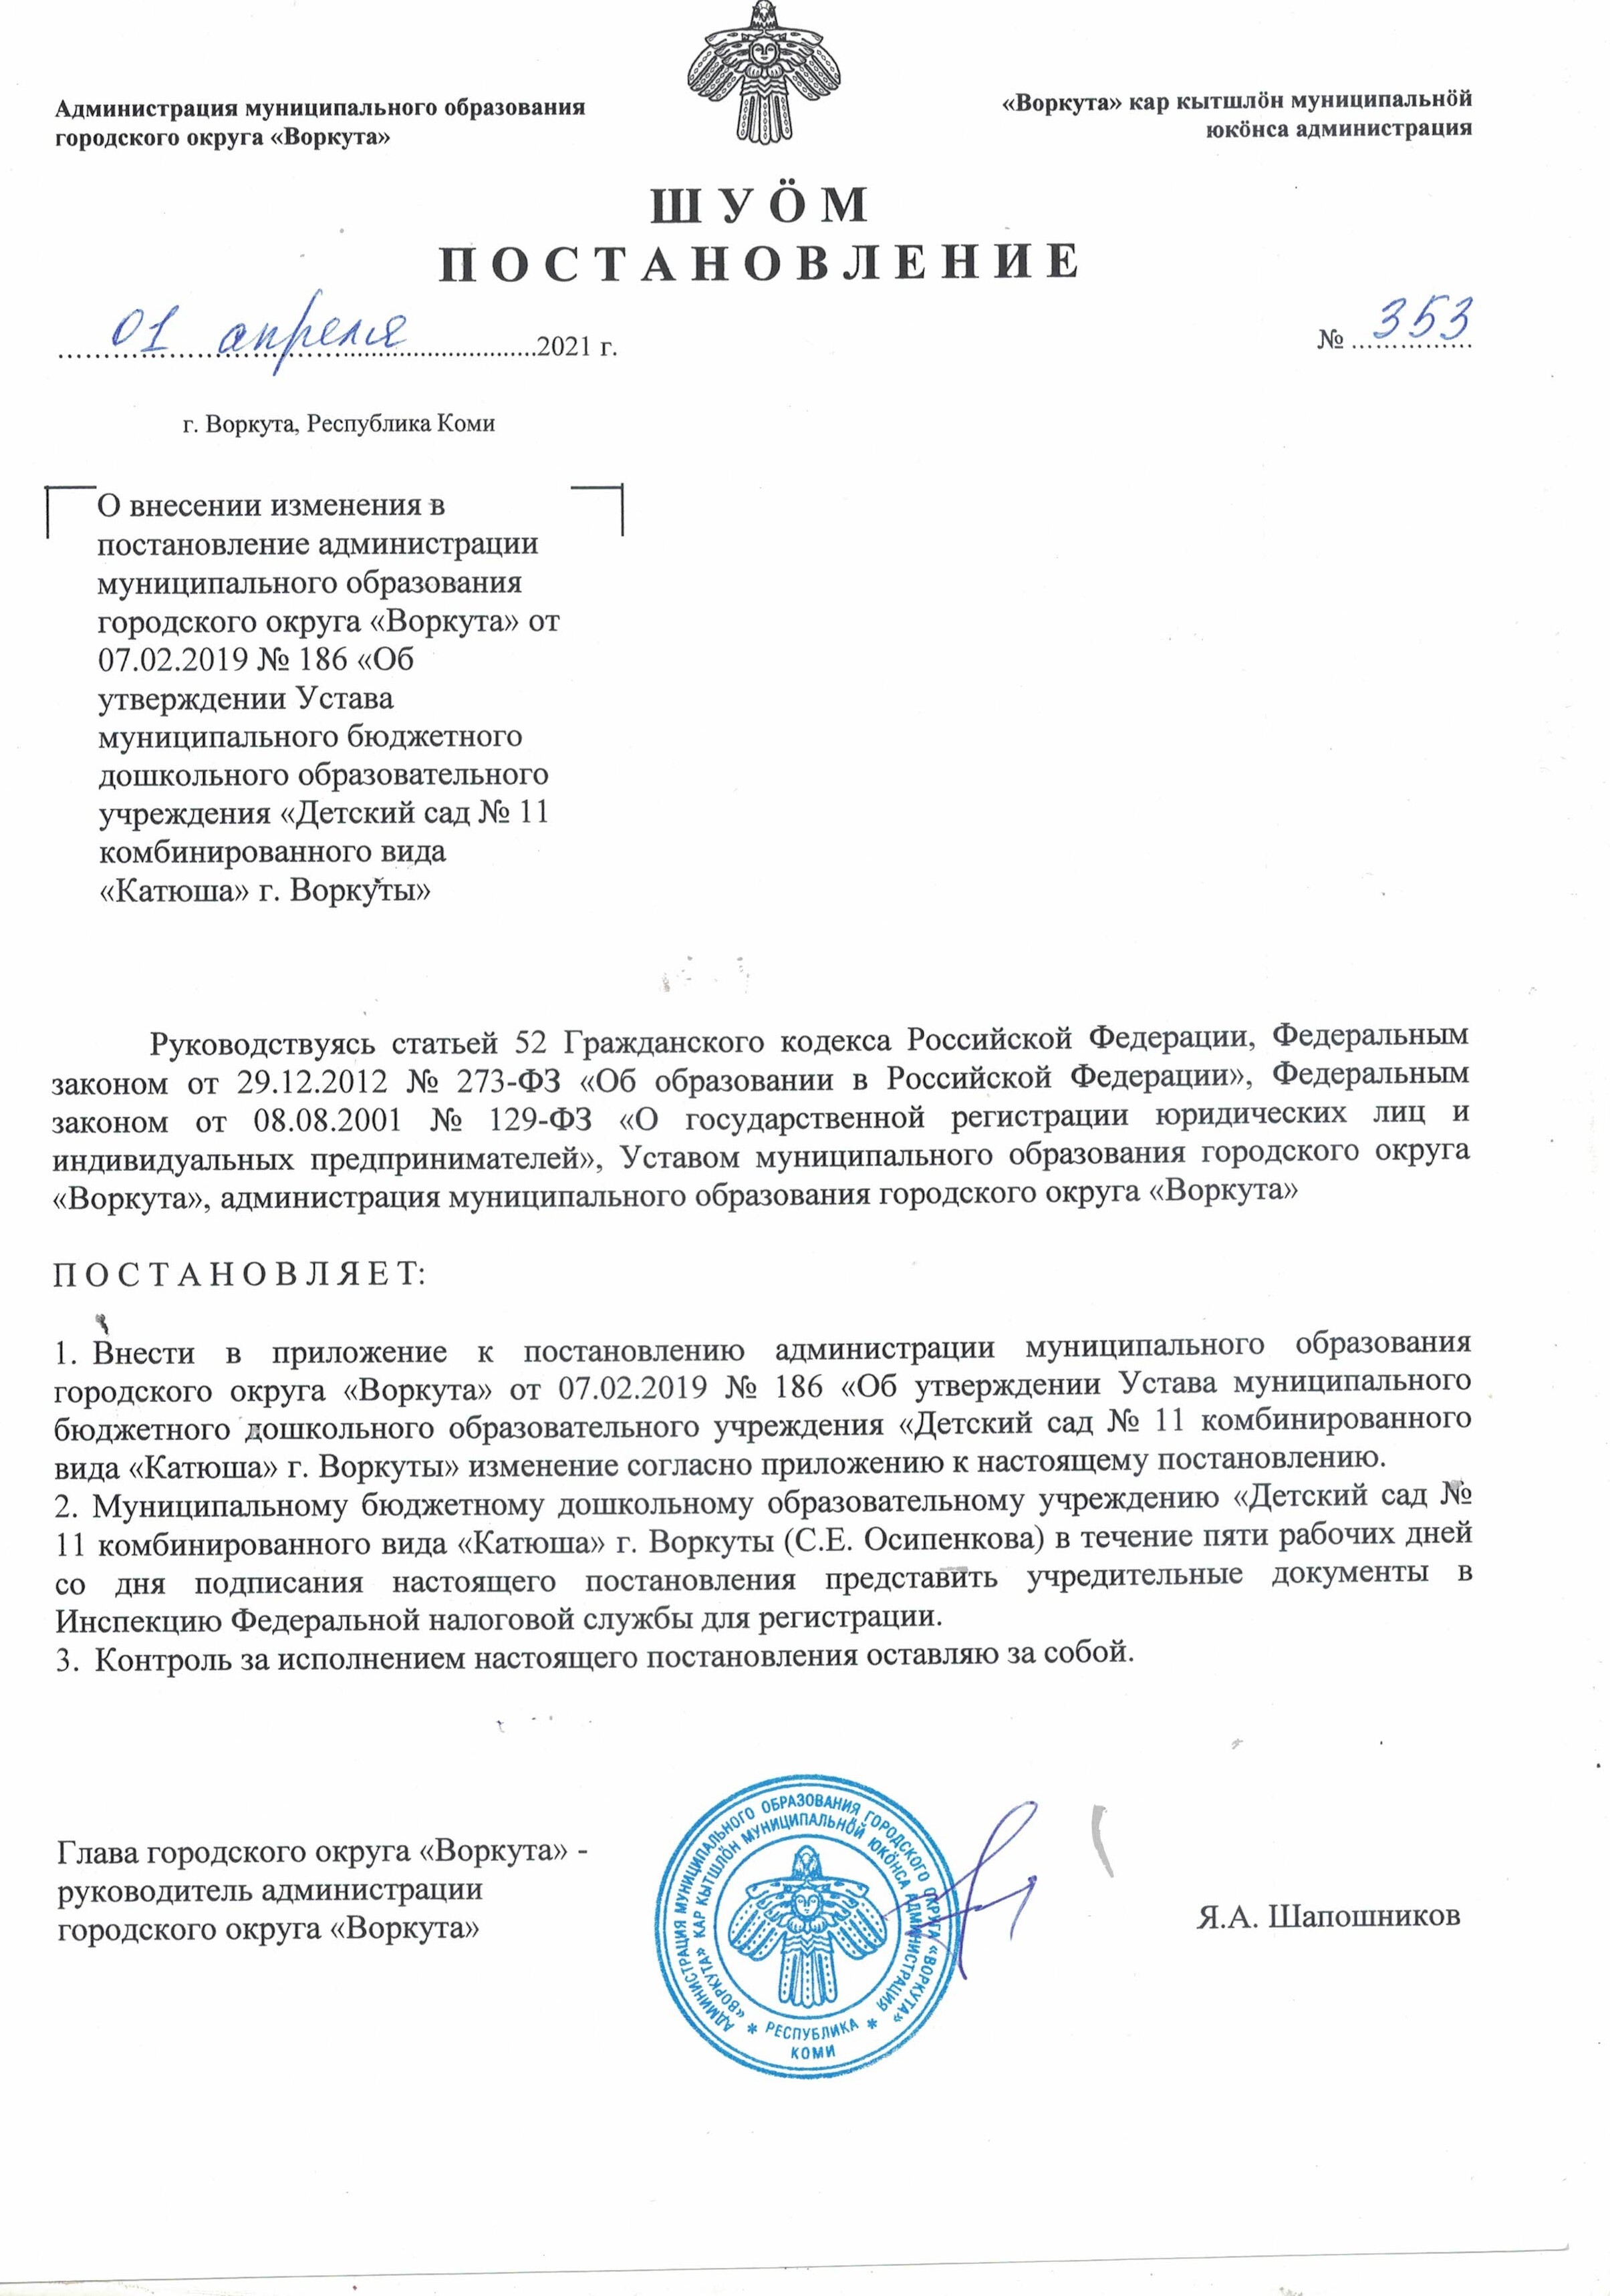 Администрация муниципального образования
городского округа «Воркута»
«Воркута» кар кытшлӧн муниципальнӧй
юкӧнса администрация
ШУӦМ
ПОСТАНОВЛЕНИЕ
01 апреля 2021 г.
№ 353
г. Воркута, Республика Коми
О внесении изменения в
постановление администрации
муниципального образования
городского округа «Воркута» от
07.02.2019 № 186 «Об
утверждении Устава
муниципального бюджетного
дошкольного образовательного
учреждения «Детский сад № 11
комбинированного вида
«Катюша» г. Воркуты»
Руководствуясь статьей 52 Гражданского кодекса Российской Федерации, Федеральным
законом от 29.12.2012 № 273-ФЗ «Об образовании в Российской Федерации», Федеральным
законом от 08.08.2001 № 129-ФЗ «О государственной регистрации юридических лиц и
индивидуальных предпринимателей», Уставом муниципального образования городского округа
«Воркута», администрация муниципального образования городского округа «Воркута»
ПОСТАНОВЛЯЕТ:
1. Внести в приложение к постановлению администрации муниципального образования
городского округа «Воркута» от 07.02.2019 № 186 «Об утверждении Устава муниципального
бюджетного дошкольного образовательного учреждения «Детский сад № 11 комбинированного
вида «Катюша» г. Воркуты» изменение согласно приложению к настоящему постановлению.
2. Муниципальному бюджетному дошкольному образовательному учреждению «Детский сад №
11 комбинированного вида «Катюша» г. Воркуты (С.Е. Осипенкова) в течение пяти рабочих дней
со дня подписания настоящего постановления представить учредительные документы в
Инспекцию Федеральной налоговой службы для регистрации.
3. Контроль за исполнением настоящего постановления оставляю за собой.
Глава городского округа «Воркута» -
руководитель администрации
городского округа «Воркута»
АДМИНИСТРАЦИЯ МУНИЦИПАЛЬНОГО ОБРАЗОВАНИЯ ГОРОДСКОГО ОКРУГА «ВОРКУТА»
«ВОРКУТА» КАР КЫТШЛӦН МУНИЦИПАЛЬНӦЙ ЮКӦНСА АДМИНИСТРАЦИЯ
* РЕСПУБЛИКА *
КОМИ
Я.А. Шапошников